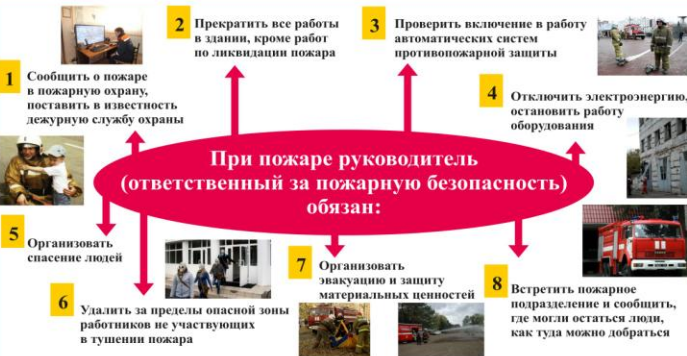 При пожаре руководитель
(ответственный за пожарную безопасность)
обязан:
1
Сообщить о пожаре
в пожарную охрану,
поставить в известность
дежурную службу охраны
2
Прекратить все работы
в здании, кроме работ
по ликвидации пожара
3
Проверить включение в работу
автоматических систем
противопожарной защиты
4
Отключить электроэнергию,
остановить работу
оборудования
5
Организовать
спасение людей
6
Удалить за пределы опасной зоны
работников не участвующих
в тушении пожара
7
Организовать
эвакуацию и защиту
материальных ценностей
8
Встретить пожарное
подразделение и сообщить,
где могли остаться люди,
как туда можно добраться